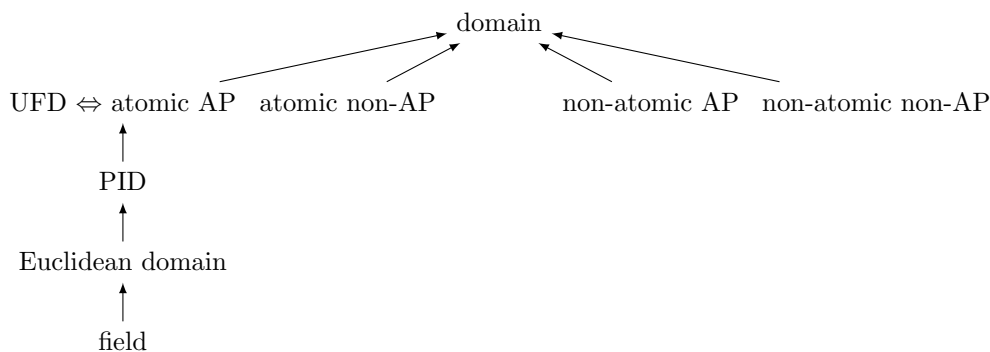 domain
UFD ⇔ atomic AP atomic non-AP non-atomic AP non-atomic non-AP
PID
Euclidean domain
field